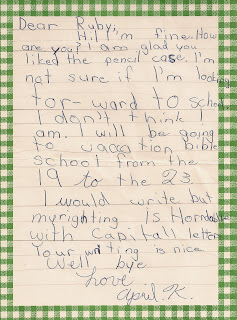 Dear Ruby,
Hi! I'm fine. How
are you? I am glad you
liked the pencil case. I'm
not sure if I'm looking
for-ward to school
I don't think I
am. I will be going
to vacation bible
school from the
19 to the 23.
I would write but
my righting is
with Capitall letters
Your writing is nice
Well bye
Love
April. K.